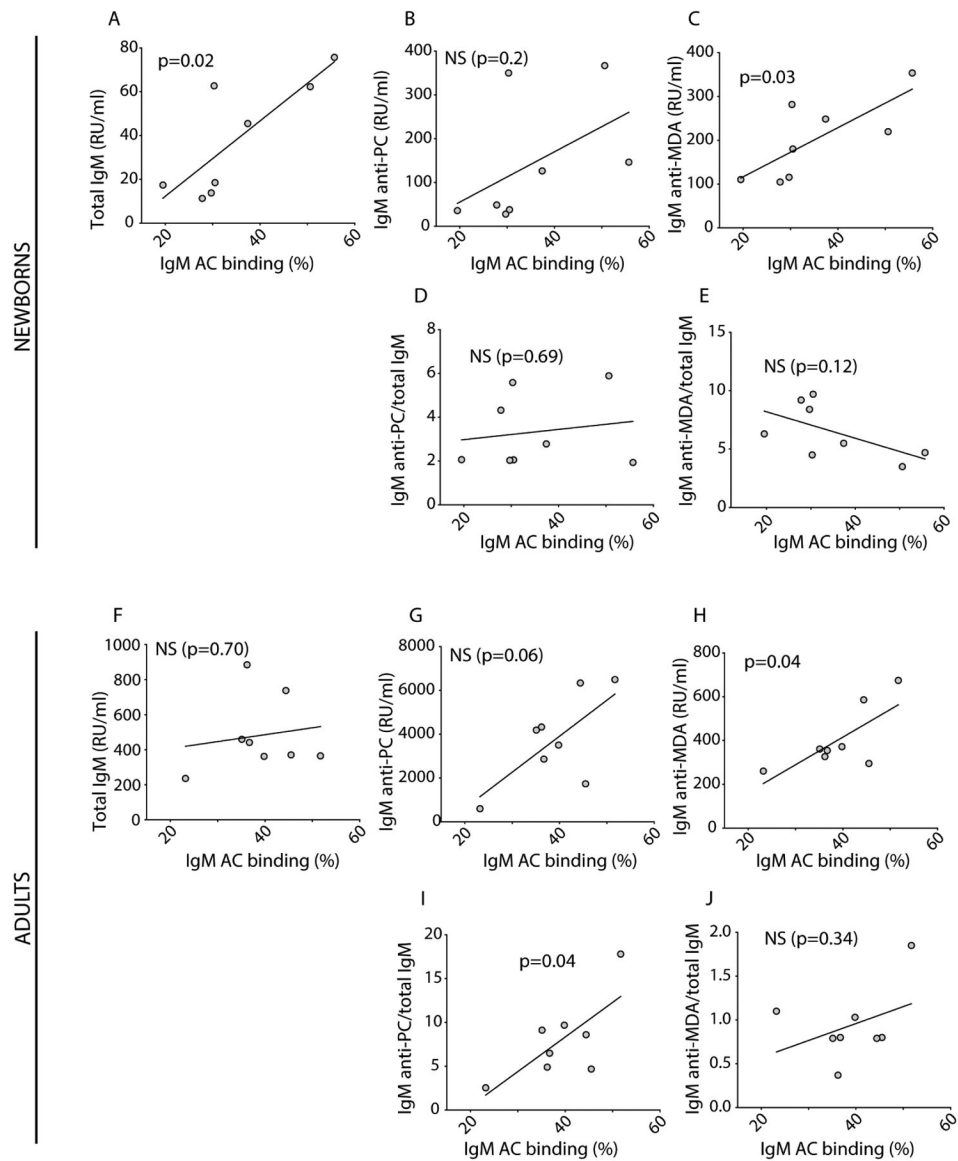 NEWBORNS
A
p=0.02
Total IgM (RU/ml)
80
60
40
20
0
20
40
60
IgM AC binding (%)
B
NS (p=0.2)
IgM anti-PC (RU/ml)
400
300
200
100
0
20
40
60
IgM AC binding (%)
C
p=0.03
IgM anti-MDA (RU/ml)
400
300
200
100
0
20
40
60
IgM AC binding (%)
D
NS (p=0.69)
IgM anti-PC/total IgM
8
6
4
2
0
20
40
60
IgM AC binding (%)
E
NS (p=0.12)
IgM anti-MDA/total IgM
15
10
5
0
20
40
60
IgM AC binding (%)
ADULTS
F
NS (p=0.70)
Total IgM (RU/ml)
1000
800
600
400
200
0
20
40
60
IgM AC binding (%)
G
NS (p=0.06)
IgM anti-PC (RU/ml)
6000
4000
2000
0
20
40
60
IgM AC binding (%)
H
p=0.04
IgM anti-MDA (RU/ml)
800
600
400
200
0
20
40
60
IgM AC binding (%)
I
p=0.04
IgM anti-PC/total IgM
20
15
10
5
0
20
40
60
IgM AC binding (%)
J
NS (p=0.34)
IgM anti-MDA/total IgM
2.0
1.5
1.0
0.5
0.0
20
40
60
IgM AC binding (%)